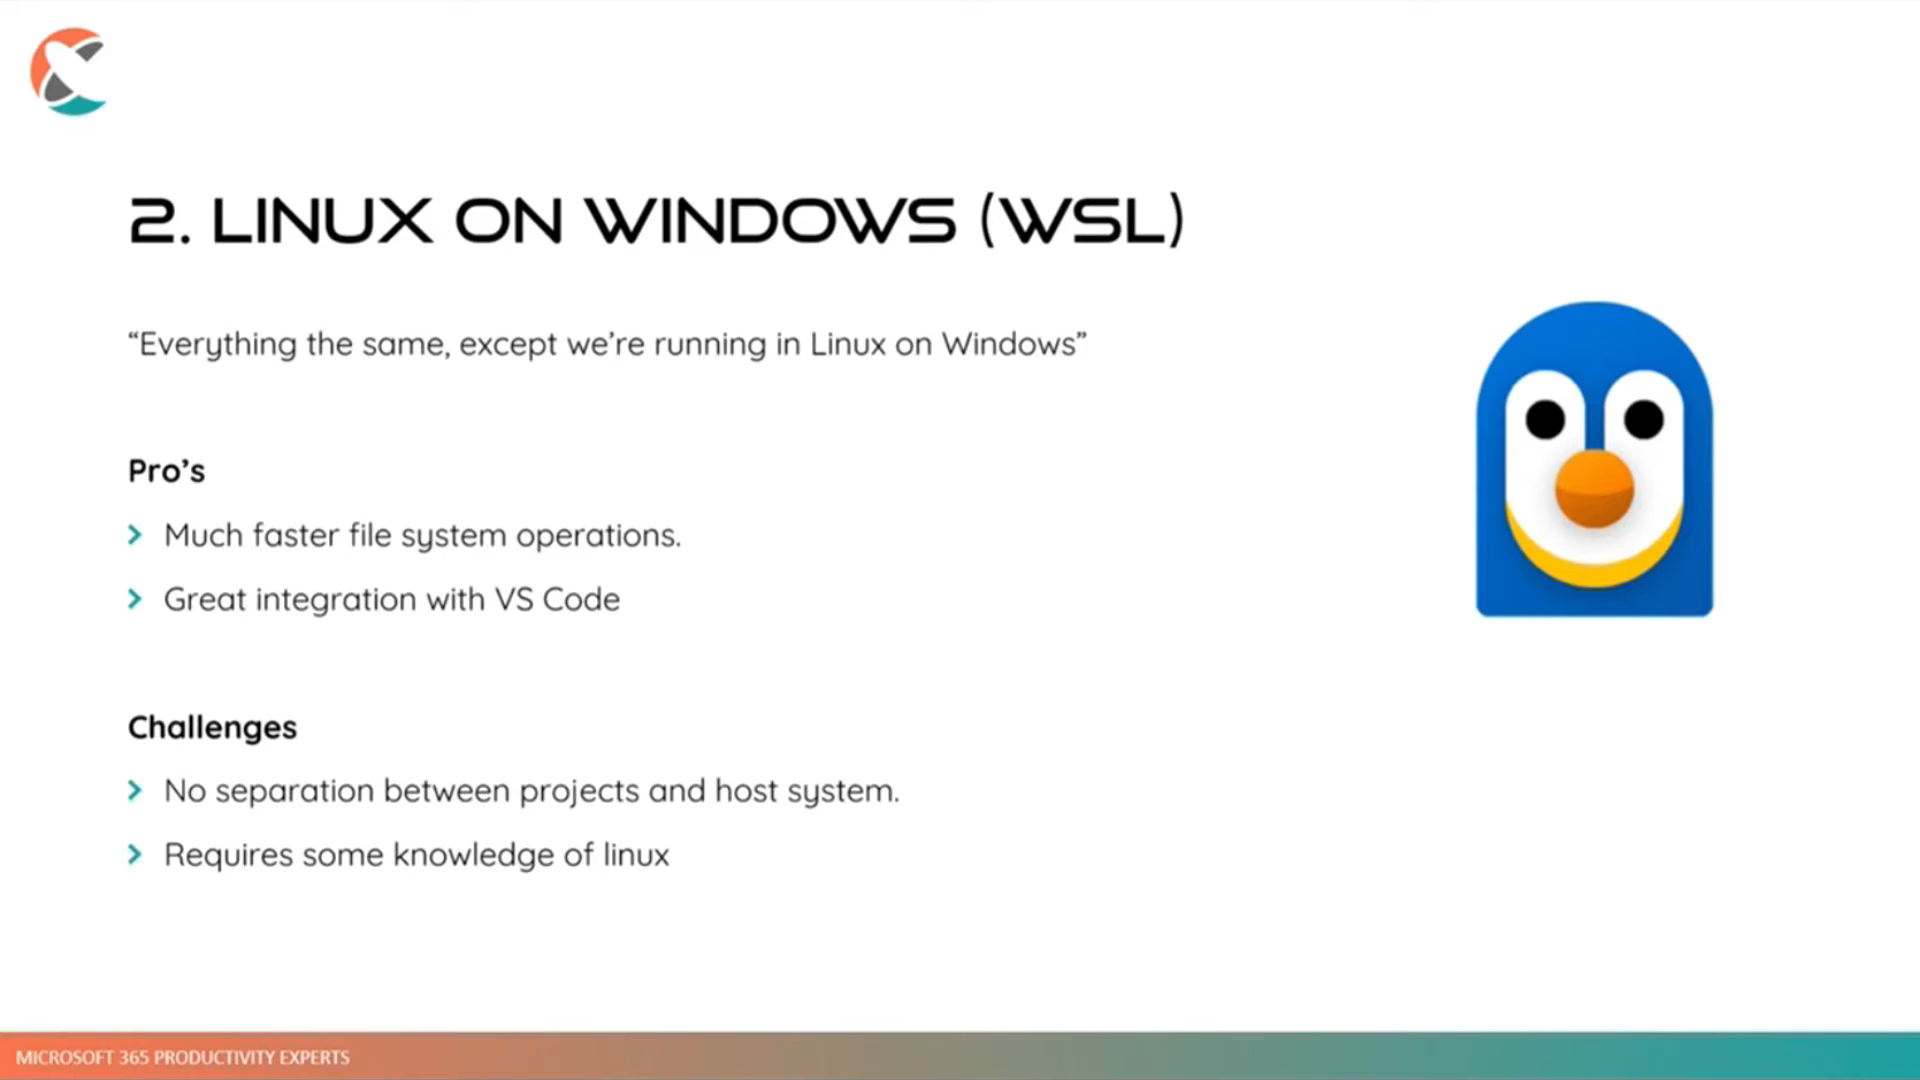 2. LINUX ON WINDOWS (WSL)
“Everything the same, except we’re running in Linux on Windows”
Pro’s
Much faster file system operations.
Great integration with VS Code
Challenges
No separation between projects and host system.
Requires some knowledge of linux
MICROSOFT 365 PRODUCTIVITY EXPERTS